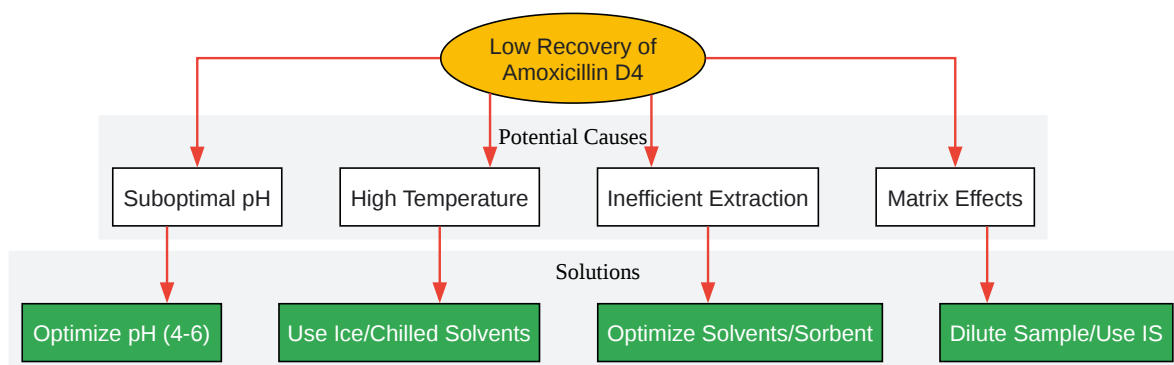 Low Recovery of
Amoxicillin D4
Potential Causes
Suboptimal pH
High Temperature
Inefficient Extraction
Matrix Effects
Solutions
Optimize pH (4-6)
Use Ice/Chilled Solvents
Optimize Solvents/Sorbent
Dilute Sample/Use IS